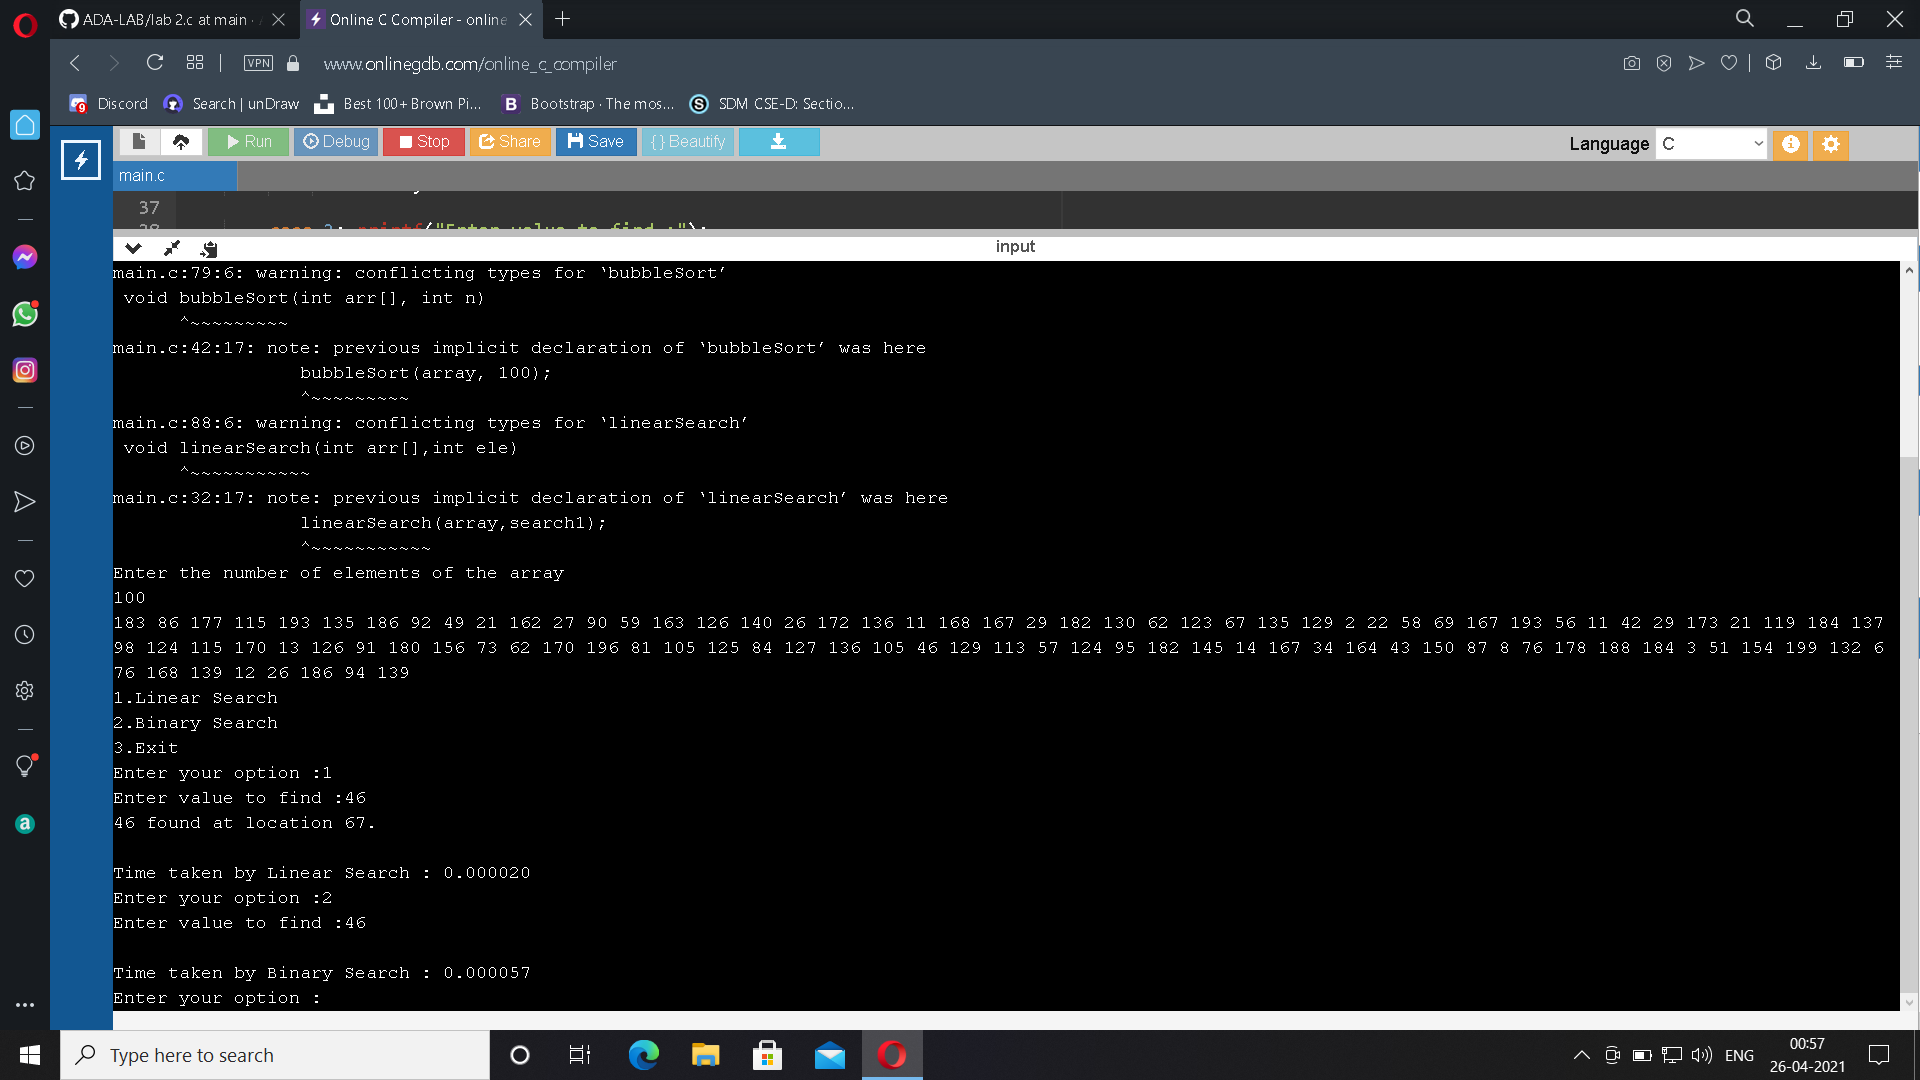 ADA-LAB/lab 2.c at main ·
Online C Compiler - online
VPN
www.onlinegdb.com/online_c_compiler
Discord
Search | unDraw
Best 100+ Brown Pi...
B Bootstrap · The mos...
S SDM CSE-D: Sectio...
Run
Debug
Stop
Share
Save
{ } Beautify
Language C
main.c
37
38 case 2: printf("Enter value to find :");
input
main.c:79:6: warning: conflicting types for ‘bubbleSort’
void bubbleSort(int arr[], int n)
^~~~~~~~~~
main.c:42:17: note: previous implicit declaration of ‘bubbleSort’ was here
bubbleSort(array, 100);
^~~~~~~~~~
main.c:88:6: warning: conflicting types for ‘linearSearch’
void linearSearch(int arr[],int ele)
^~~~~~~~~~~~
main.c:32:17: note: previous implicit declaration of ‘linearSearch’ was here
linearSearch(array,search1);
^~~~~~~~~~~~
Enter the number of elements of the array
100
183 86 177 115 193 135 186 92 49 21 162 27 90 59 163 126 140 26 172 136 11 168 167 29 182 130 62 123 67 135 129 2 22 58 69 167 193 56 11 42 29 173 21 119 184 137
98 124 115 170 13 126 91 180 156 73 62 170 196 81 105 125 84 127 136 105 46 129 113 57 124 95 182 145 14 167 34 164 43 150 87 8 76 178 188 184 3 51 154 199 132 6
76 168 139 12 26 186 94 139
1.Linear Search
2.Binary Search
3.Exit
Enter your option :1
Enter value to find :46
46 found at location 67.
Time taken by Linear Search : 0.000020
Enter your option :2
Enter value to find :46
Time taken by Binary Search : 0.000057
Enter your option :
Type here to search
ENG
00:57
26-04-2021